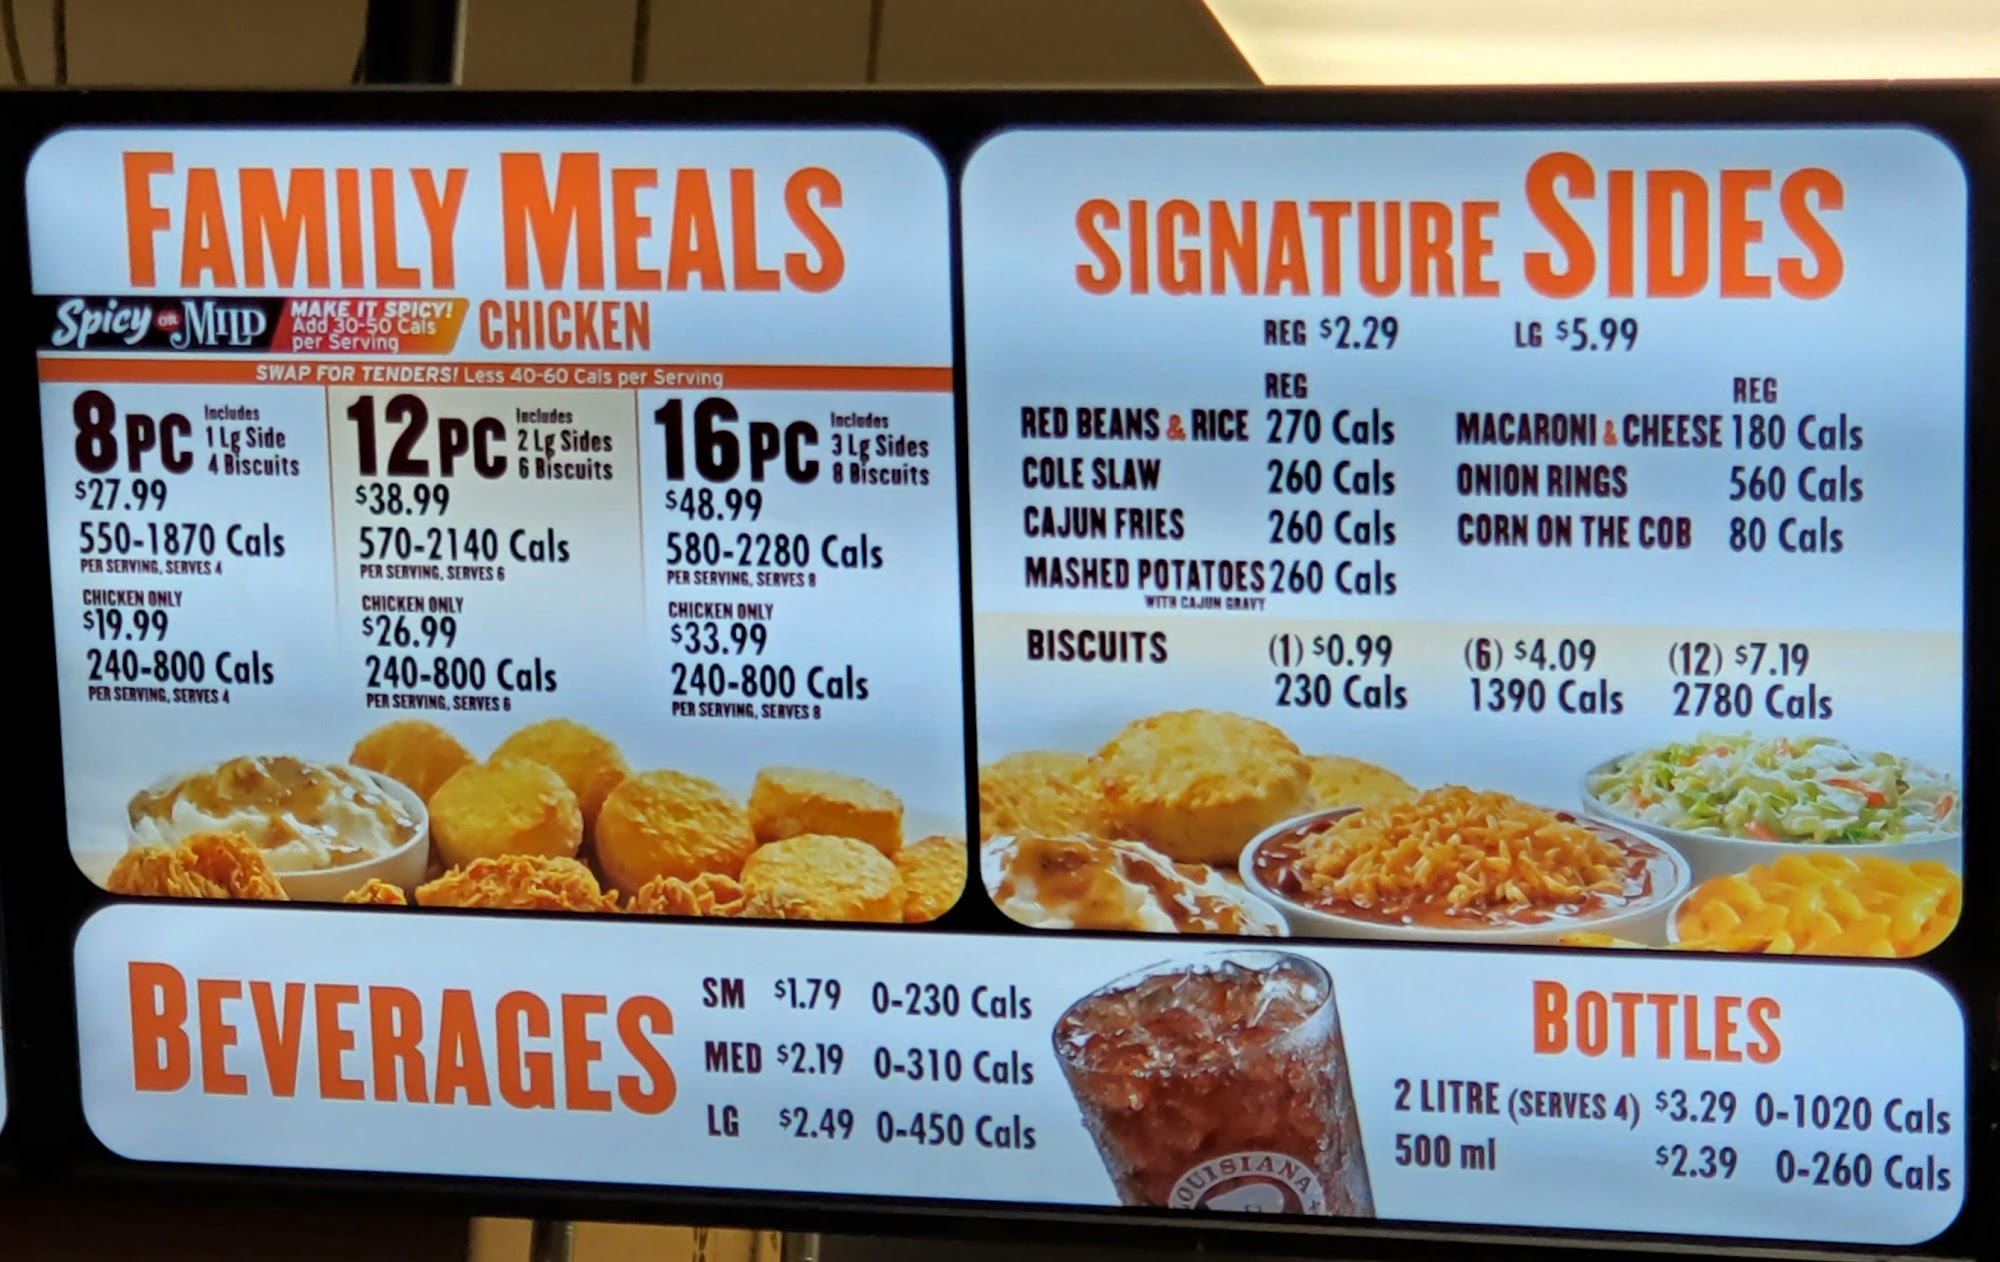 FAMILY MEALS
Spicy OR MILD
MAKE IT SPICY!
Add 30-50 Cals
per Serving
CHICKEN
SWAP FOR TENDERS! Less 40-60 Cals per Serving
8PC
Includes
1 Lg Side
4 Biscuits
$27.99
550-1870 Cals
PER SERVING, SERVES 4
CHICKEN ONLY
$19.99
240-800 Cals
PER SERVING, SERVES 4
12PC
Includes
2 Lg Sides
6 Biscuits
$38.99
570-2140 Cals
PER SERVING, SERVES 6
CHICKEN ONLY
$26.99
240-800 Cals
PER SERVING, SERVES 6
16PC
Includes
3 Lg Sides
8 Biscuits
$48.99
580-2280 Cals
PER SERVING, SERVES 8
CHICKEN ONLY
$33.99
240-800 Cals
PER SERVING, SERVES 8
SIGNATURE SIDES
REG $2.29 LG $5.99
REG
RED BEANS & RICE 270 Cals
COLE SLAW 260 Cals
CAJUN FRIES 260 Cals
MASHED POTATOES 260 Cals
WITH CAJUN GRAVY
REG
MACARONI & CHEESE 180 Cals
ONION RINGS 560 Cals
CORN ON THE COB 80 Cals
BISCUITS (1) $0.99 (6) $4.09 (12) $7.19
230 Cals 1390 Cals 2780 Cals
BEVERAGES
SM $1.79 0-230 Cals
MED $2.19 0-310 Cals
LG $2.49 0-450 Cals
LOUISIANA
BOTTLES
2 LITRE (SERVES 4) $3.29 0-1020 Cals
500 ml $2.39 0-260 Cals